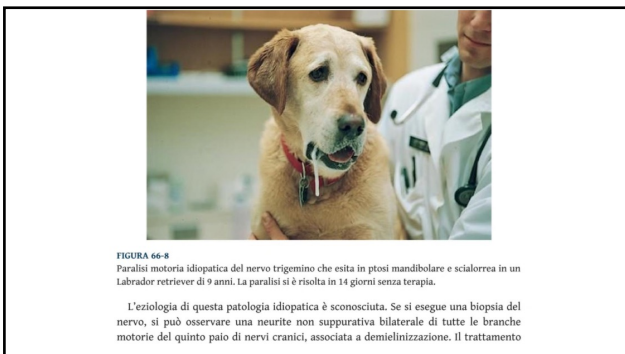 FIGURA 66-8
Paralisi motoria idiopatica del nervo trigemino che esita in ptosi mandibolare e scialorrea in un
Labrador retriever di 9 anni. La paralisi si è risolta in 14 giorni senza terapia.
L'eziologia di questa patologia idiopatica è sconosciuta. Se si esegue una biopsia del
nervo, si può osservare una neurite non suppurativa bilaterale di tutte le branche
motorie del quinto paio di nervi cranici, associata a demielinizzazione. Il trattamento